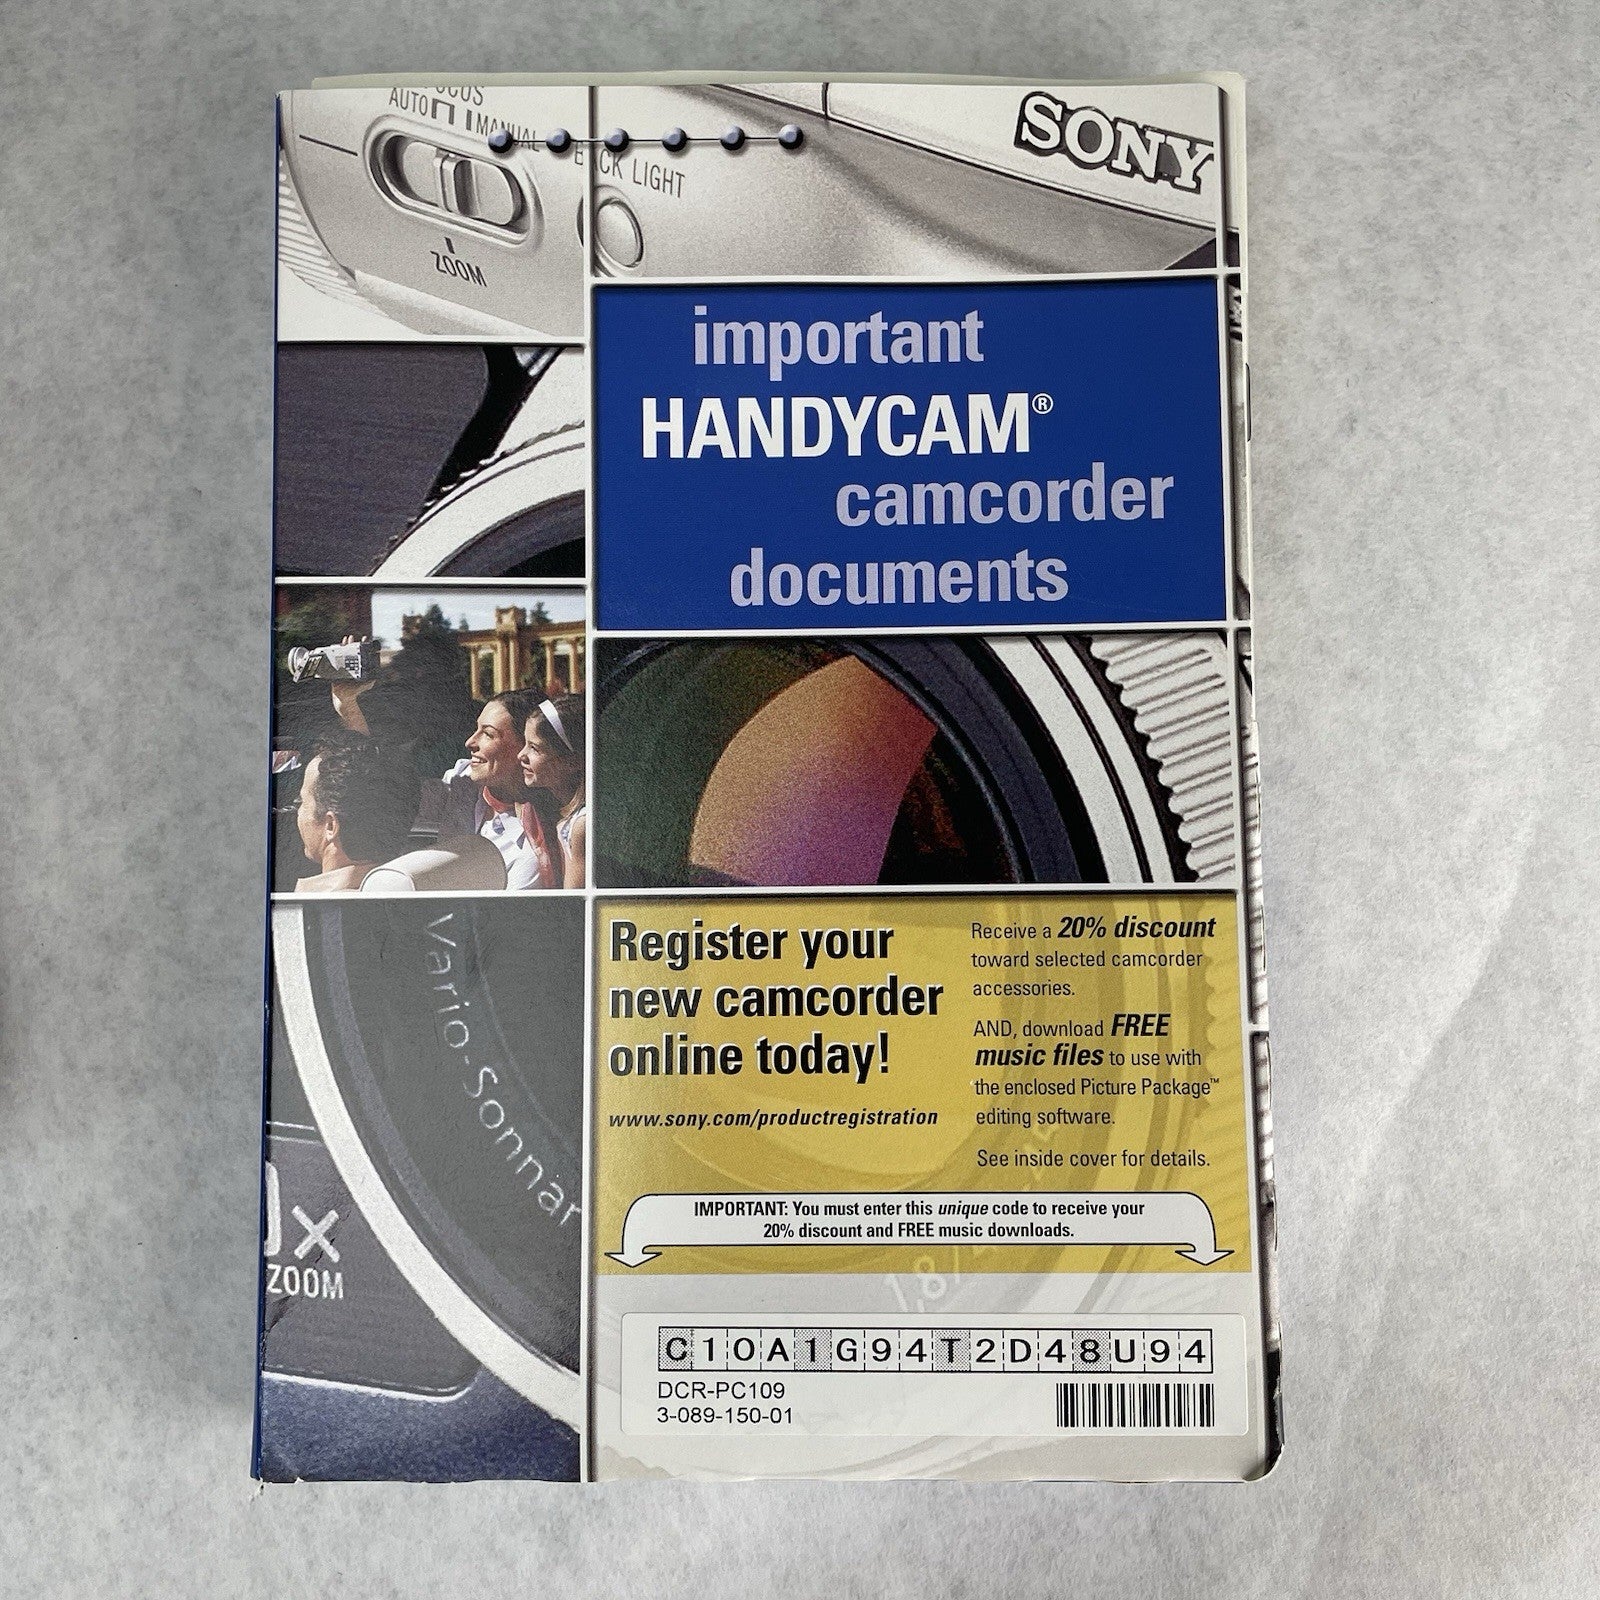 AUTO
MANUAL
BACK LIGHT
ZOOM
SONY
important
HANDYCAM®
camcorder
documents
Vario-Sonnar
x
ZOOM
Register your
new camcorder
online today!
www.sony.com/productregistration
Receive a 20% discount
toward selected camcorder
accessories.
AND, download FREE
music files to use with
the enclosed Picture Package™
editing software.
See inside cover for details.
IMPORTANT: You must enter this unique code to receive your
20% discount and FREE music downloads.
1.8/
C10A1G94T2D48U94
DCR-PC109
3-089-150-01